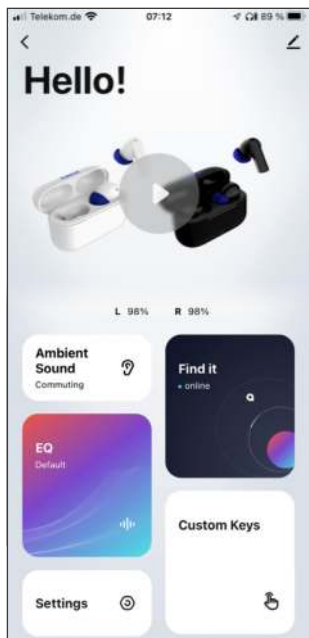 Telekom.de
07:12
89 %
Hello!
L 98% R 98%
Ambient
Sound
Commuting
Find it
online
EQ
Default
Custom Keys
Settings